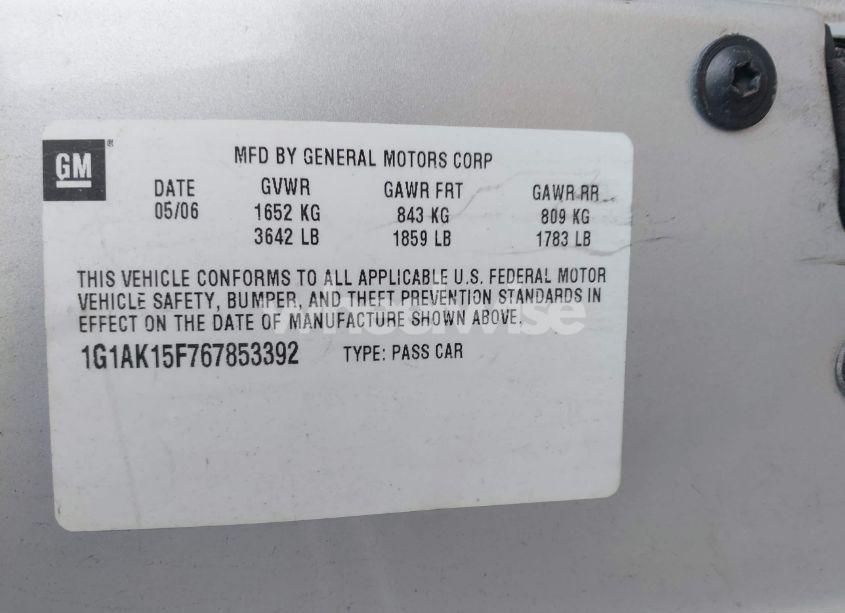 GM ®
MFD BY GENERAL MOTORS CORP
DATE GVWR GAWR FRT GAWR RR
05/06 1652 KG 843 KG 809 KG
3642 LB 1859 LB 1783 LB
THIS VEHICLE CONFORMS TO ALL APPLICABLE U.S. FEDERAL MOTOR
VEHICLE SAFETY, BUMPER, AND THEFT PREVENTION STANDARDS IN
EFFECT ON THE DATE OF MANUFACTURE SHOWN ABOVE.
wheelwise
1G1AK15F767853392 TYPE: PASS CAR